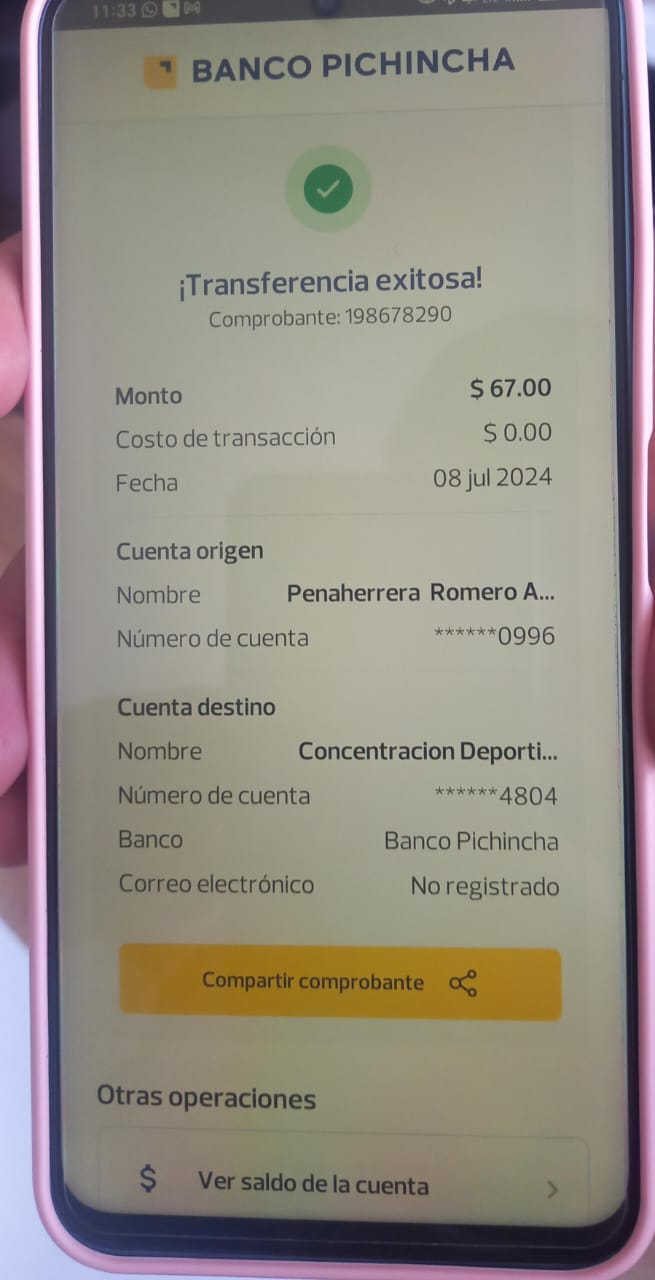 11:33
BANCO PICHINCHA
¡Transferencia exitosa!
Comprobante: 198678290
Monto $ 67.00
Costo de transacción $ 0.00
Fecha 08 jul 2024
Cuenta origen
Nombre Penaherrera Romero A...
Número de cuenta ******0996
Cuenta destino
Nombre Concentracion Deporti...
Número de cuenta ******4804
Banco Banco Pichincha
Correo electrónico No registrado
Compartir comprobante
Otras operaciones
$ Ver saldo de la cuenta